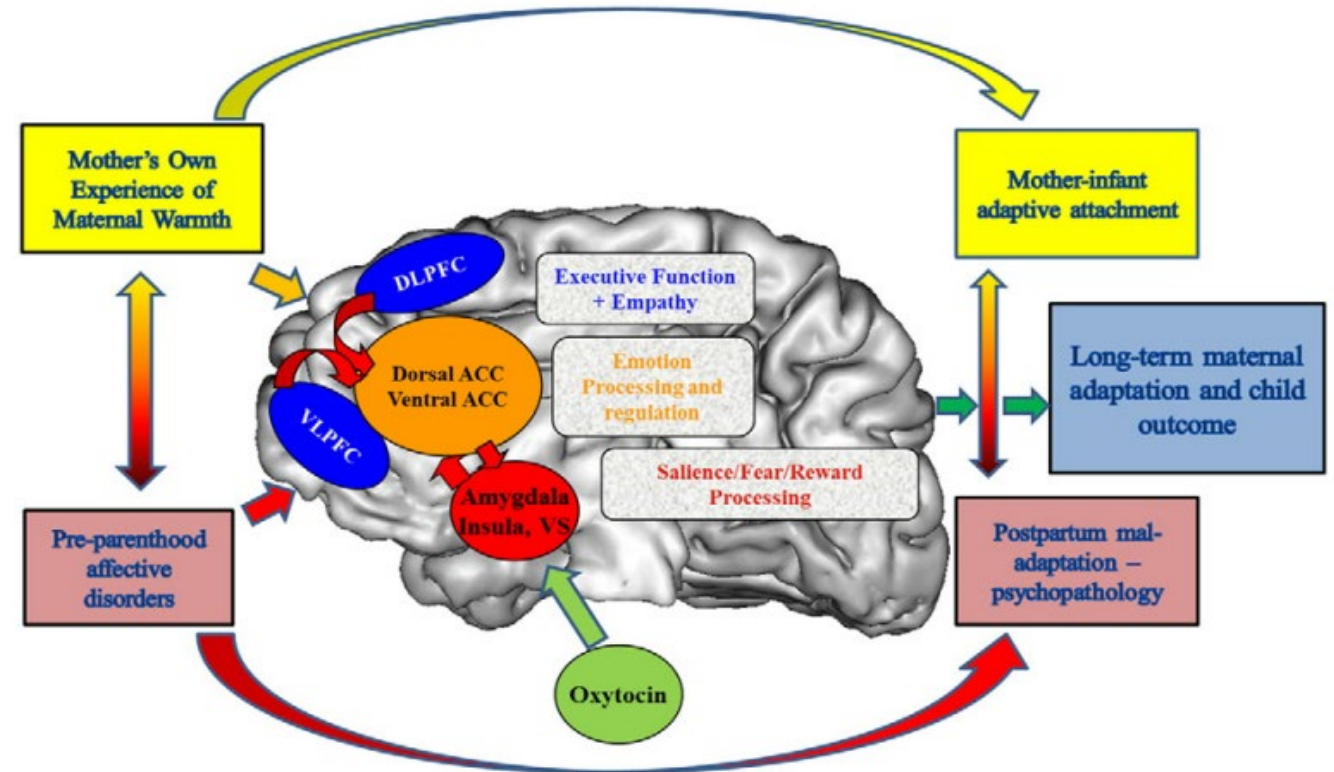 Mother's Own
Experience of
Maternal Warmth
Mother-infant
adaptive attachment
DLPFC
Executive Function
+ Empathy
Dorsal ACC
Ventral ACC
Emotion
Processing and
regulation
VLPFC
Long-term maternal
adaptation and child
outcome
Amygdala
Insula, VS
Salience/Fear/Reward
Processing
Pre-parenthood
affective
disorders
Postpartum mal-
adaptation –
psychopathology
Oxytocin